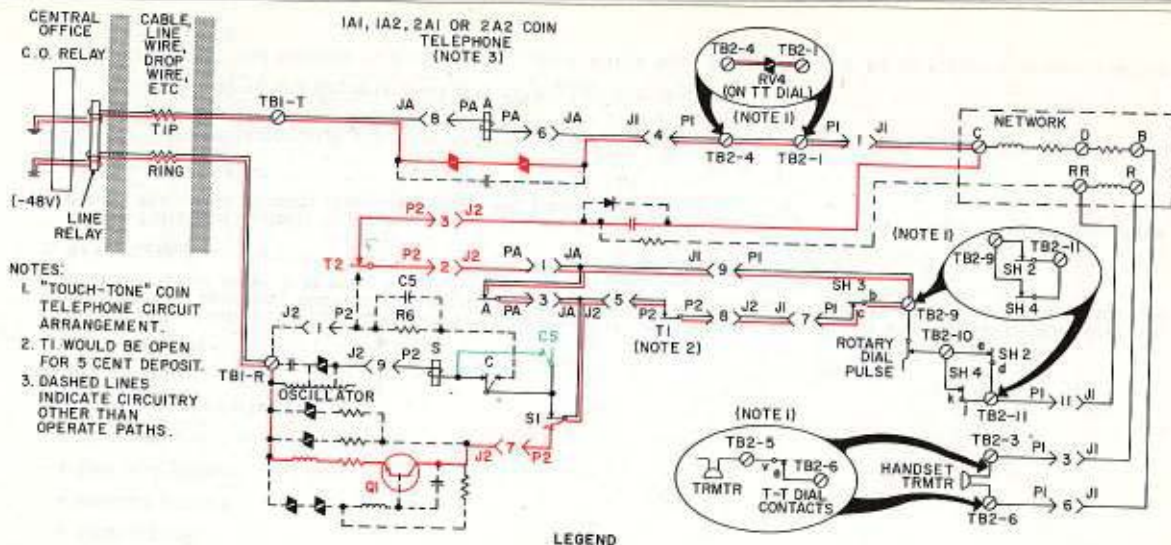 CENTRAL
OFFICE
C.O. RELAY
CABLE,
LINE
WIRE,
DROP
WIRE,
ETC
1A1, 1A2, 2A1 OR 2A2 COIN
TELEPHONE
(NOTE 3)
TB2-4 TB2-1
RV4
(ON TT DIAL)
(NOTE 1)
TB1-T
TIP
RING
JA
8
PA
A
PA
6
JA
J1
4
P1
TB2-4
TB2-1
P1
1
J1
NETWORK
C
D
B
RR
R
(-48V)
LINE
RELAY
P2
3
J2
T2
P2
2
J2
PA
1
JA
J1
9
P1
(NOTE 1)
TB2-9
TB2-11
SH 2
SH 4
NOTES:
1. "TOUCH-TONE" COIN
TELEPHONE CIRCUIT
ARRANGEMENT.
2. T1 WOULD BE OPEN
FOR 5 CENT DEPOSIT.
3. DASHED LINES
INDICATE CIRCUITRY
OTHER THAN
OPERATE PATHS.
C5
R6
J2
1
P2
A
3
JA
J2
5
P2
T1
(NOTE 2)
P2
8
J2
J1
7
P1
SH 3
b
c
TB2-9
TB1-R
J2
9
P2
S
C
CS
OSCILLATOR
S1
J2
7
P2
Q1
ROTARY
DIAL
PULSE
TB2-10
e
d
SH 2
SH 4
k
j
TB2-11
P1
11
J1
(NOTE 1)
TB2-5
TB2-6
TRMTR
T-T DIAL
CONTACTS
TB2-3
P1
3
J1
HANDSET
TRMTR
TB2-6
P1
6
J1
LEGEND